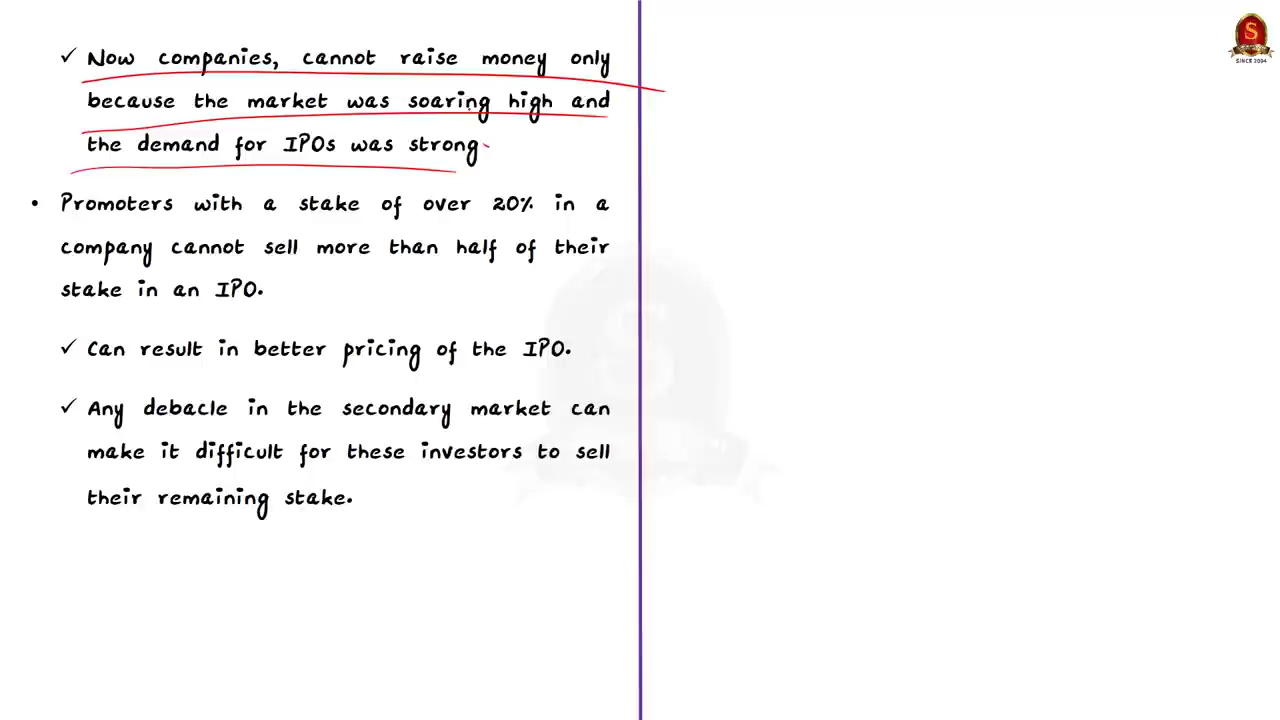 ✓ Now companies, cannot raise money only
because the market was soaring high and
the demand for IPOs was strong.
• Promoters with a stake of over 20% in a
company cannot sell more than half of their
stake in an IPO.
✓ Can result in better pricing of the IPO.
✓ Any debacle in the secondary market can
make it difficult for these investors to sell
their remaining stake.
S
SINCE 2004